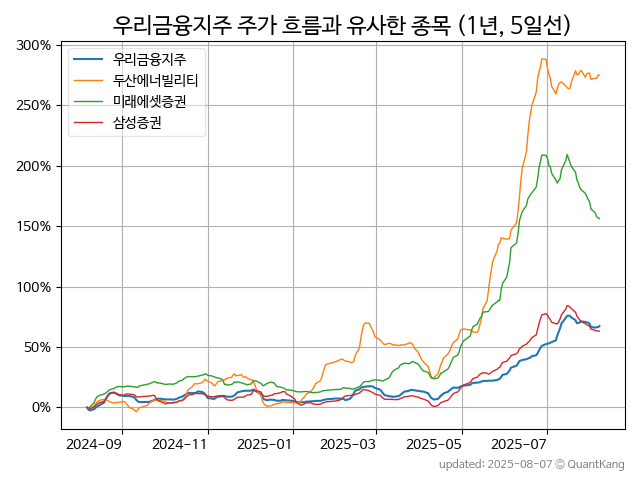 우리금융지주 주가 흐름과 유사한 종목 (1년, 5일선)
300%
250%
200%
150%
100%
50%
0%
우리금융지주
두산에너빌리티
미래에셋증권
삼성증권
2024-09 2024-11 2025-01 2025-03 2025-05 2025-07
updated: 2025-08-07 © QuantKang